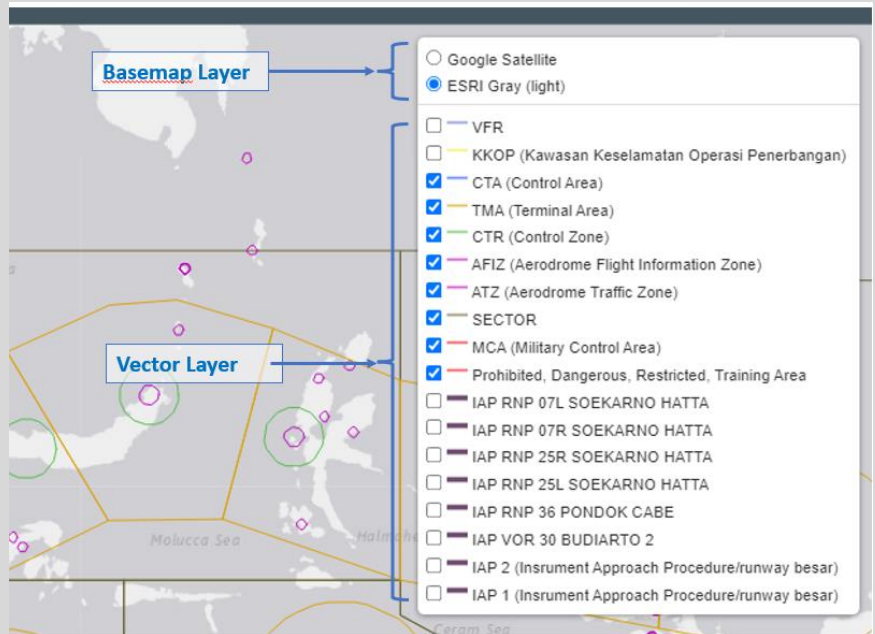 Basemap Layer
Google Satellite
ESRI Gray (light)
VFR
KKOP (Kawasan Keselamatan Operasi Penerbangan)
CTA (Control Area)
TMA (Terminal Area)
CTR (Control Zone)
AFIZ (Aerodrome Flight Information Zone)
ATZ (Aerodrome Traffic Zone)
SECTOR
MCA (Military Control Area)
Vector Layer
Prohibited, Dangerous, Restricted, Training Area
IAP RNP 07L SOEKARNO HATTA
IAP RNP 07R SOEKARNO HATTA
IAP RNP 25R SOEKARNO HATTA
IAP RNP 25L SOEKARNO HATTA
IAP RNP 36 PONDOK CABE
IAP VOR 30 BUDIARTO 2
IAP 2 (Insrument Approach Procedure/runway besar)
IAP 1 (Insrument Approach Procedure/runway besar)
Molucca Sea
Ceram Sea